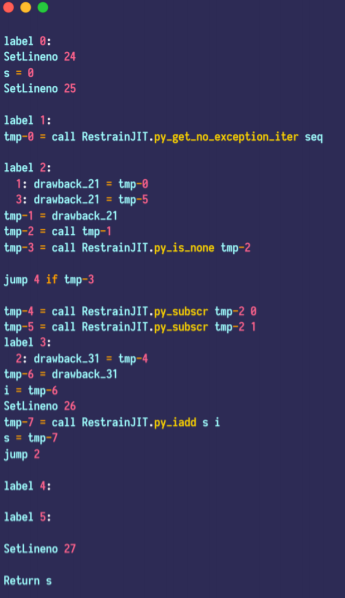 label 0:
SetLineno 24
s = 0
SetLineno 25
label 1:
tmp-0 = call RestrainJIT.py_get_no_exception_iter seq
label 2:
1: drawback_21 = tmp-0
3: drawback_21 = tmp-5
tmp-1 = drawback_21
tmp-2 = call tmp-1
tmp-3 = call RestrainJIT.py_is_none tmp-2
jump 4 if tmp-3
tmp-4 = call RestrainJIT.py_subscr tmp-2 0
tmp-5 = call RestrainJIT.py_subscr tmp-2 1
label 3:
2: drawback_31 = tmp-4
tmp-6 = drawback_31
i = tmp-6
SetLineno 26
tmp-7 = call RestrainJIT.py_iadd s i
s = tmp-7
jump 2
label 4:
label 5:
SetLineno 27
Return s